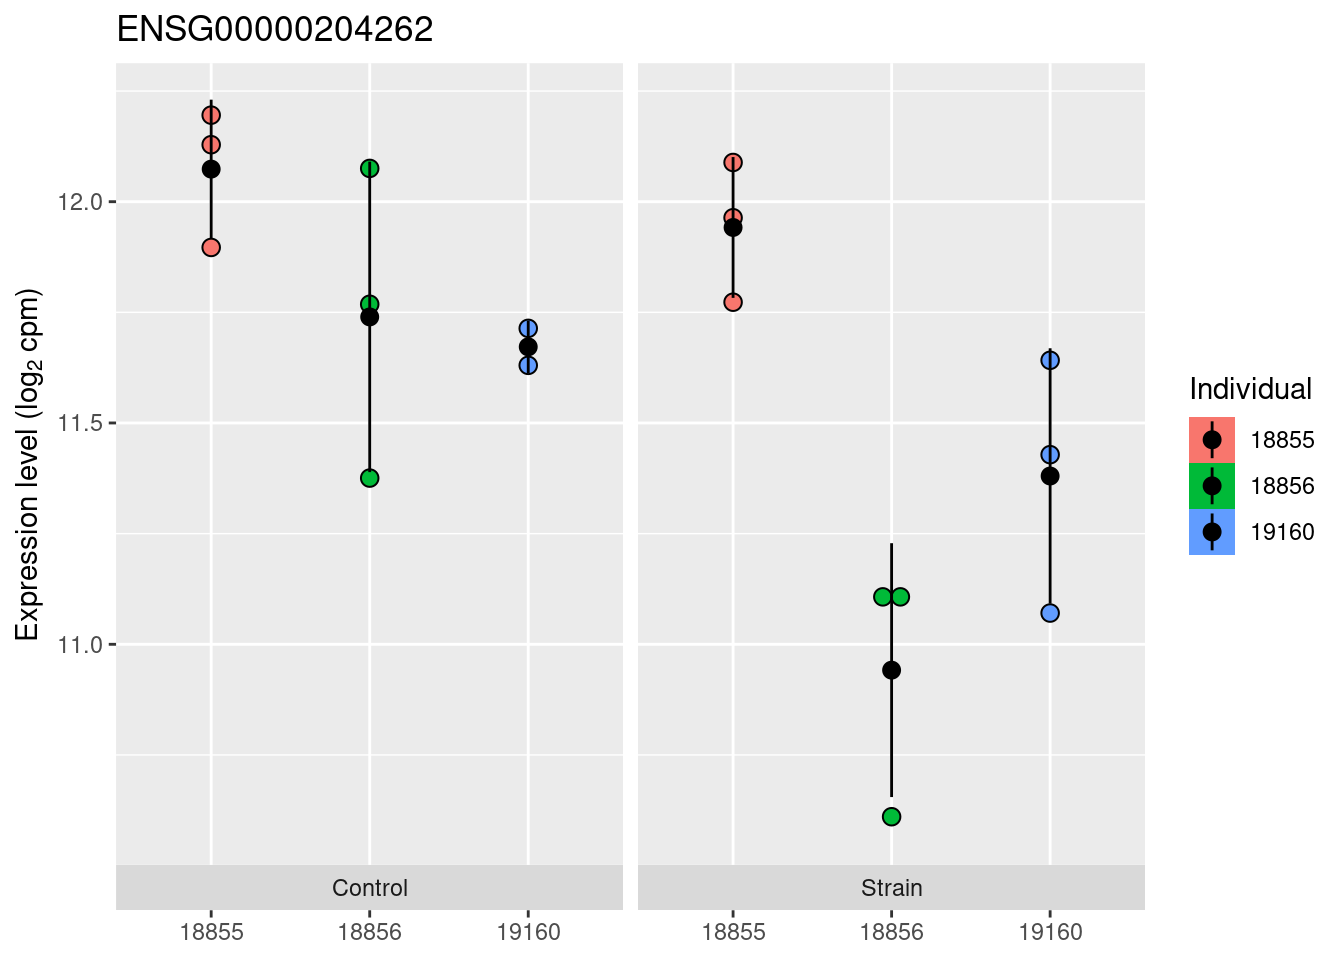 ENSG00000204262
Expression level (log₂ cpm)
12.0
11.5
11.0
Control
Strain
18855
18856
19160
18855
18856
19160
Individual
18855
18856
19160